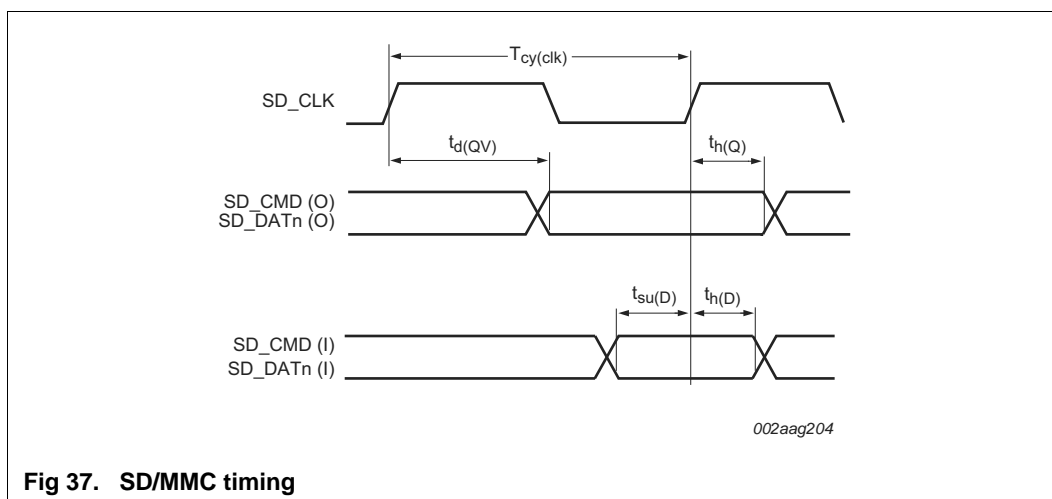 T_cy(clk)
SD_CLK
t_d(QV)
t_h(Q)
SD_CMD (O)
SD_DATn (O)
t_su(D)
t_h(D)
SD_CMD (I)
SD_DATn (I)
002aag204
Fig 37. SD/MMC timing